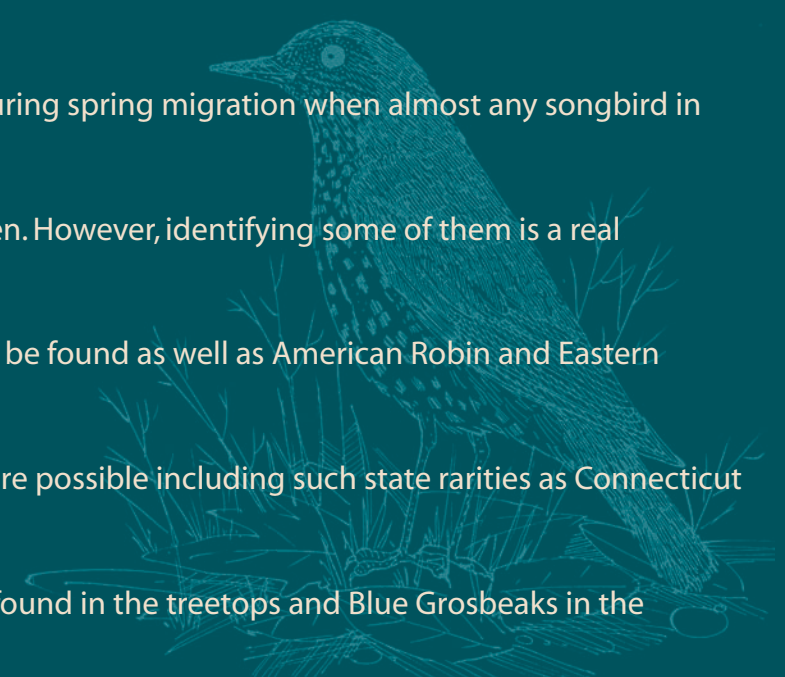 uring spring migration when almost any songbird in
en. However, identifying some of them is a real
be found as well as American Robin and Eastern
re possible including such state rarities as Connecticut
found in the treetops and Blue Grosbeaks in the